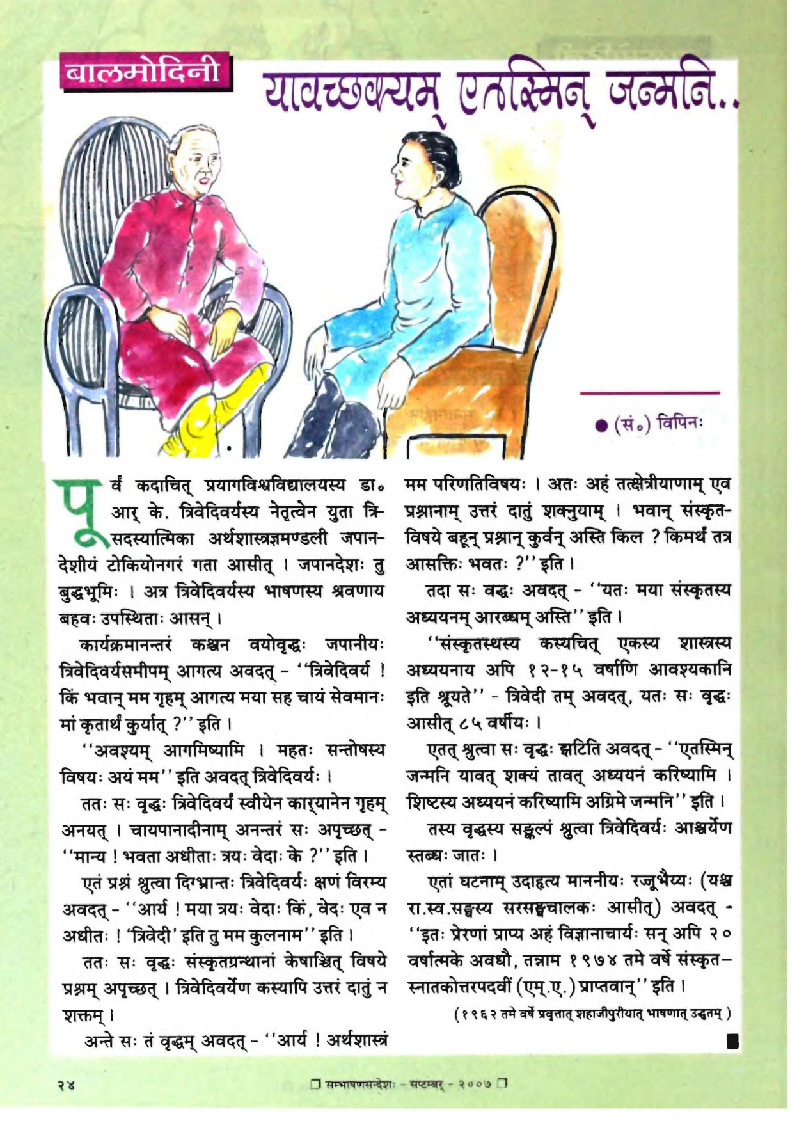 बालमोदिनी
यावच्छक्यम् एतस्मिन् जन्मनि..
● (सं०) विपिनः
पूर्वं कदाचित् प्रयागविश्वविद्यालयस्य डा०
आर् के. त्रिवेदिवर्यस्य नेतृत्वेन युता त्रि-
सदस्यात्मिका अर्थशास्त्रज्ञमण्डली जपान-
देशीयं टोकियोनगरं गता आसीत् । जपानदेशः तु
बुद्धभूमिः । अत्र त्रिवेदिवर्यस्य भाषणस्य श्रवणाय
बहवः उपस्थिताः आसन् ।
कार्यक्रमानन्तरं कश्चन वयोवृद्धः जपानीयः
त्रिवेदिवर्यसमीपम् आगत्य अवदत् - ‘‘त्रिवेदिवर्य !
किं भवान् मम गृहम् आगत्य मया सह चायं सेवमानः
मां कृतार्थं कुर्यात् ?’’ इति ।
‘‘अवश्यम् आगमिष्यामि । महतः सन्तोषस्य
विषयः अयं मम’’ इति अवदत् त्रिवेदिवर्यः ।
ततः सः वृद्धः त्रिवेदिवर्यं स्वीयेन कार्‍यानेन गृहम्
अनयत् । चायपानादीनाम् अनन्तरं सः अपृच्छत् -
‘‘मान्य ! भवता अधीताः त्रयः वेदाः के ?’’ इति ।
एतं प्रश्नं श्रुत्वा दिग्भ्रान्तः त्रिवेदिवर्यः क्षणं विरम्य
अवदत् - ‘‘आर्य ! मया त्रयः वेदाः किं, वेदः एव न
अधीतः ! ‘त्रिवेदी’ इति तु मम कुलनाम’’ इति ।
ततः सः वृद्धः संस्कृतग्रन्थानां केषाञ्चित् विषये
प्रश्नम् अपृच्छत् । त्रिवेदिवर्येण कस्यापि उत्तरं दातुं न
शक्तम् ।
अन्ते सः तं वृद्धम् अवदत् - ‘‘आर्य ! अर्थशास्त्रं
मम परिणतिविषयः । अतः अहं तत्क्षेत्रीयाणाम् एव
प्रश्नानाम् उत्तरं दातुं शक्नुयाम् । भवान् संस्कृत-
विषये बहून् प्रश्नान् कुर्वन् अस्ति किल ? किमर्थं तत्र
आसक्तिः भवतः ?’’ इति ।
तदा सः वद्धः अवदत् - ‘‘यतः मया संस्कृतस्य
अध्ययनम् आरब्धम् अस्ति’’ इति ।
‘‘संस्कृतस्थस्य कस्यचित् एकस्य शास्त्रस्य
अध्ययनाय अपि १२-१५ वर्षाणि आवश्यकानि
इति श्रूयते’’ - त्रिवेदी तम् अवदत्, यतः सः वृद्धः
आसीत् ८५ वर्षीयः ।
एतत् श्रुत्वा सः वृद्धः झटिति अवदत् - ‘‘एतस्मिन्
जन्मनि यावत् शक्यं तावत् अध्ययनं करिष्यामि ।
शिष्टस्य अध्ययनं करिष्यामि अग्रिमे जन्मनि’’ इति ।
तस्य वृद्धस्य सङ्कल्पं श्रुत्वा त्रिवेदिवर्यः आश्चर्येण
स्तब्धः जातः ।
एतां घटनाम् उदाहृत्य माननीयः रज्जूभैय्यः (यश्च
रा.स्व.सङ्घस्य सरसङ्घचालकः आसीत्) अवदत् -
‘‘इतः प्रेरणां प्राप्य अहं विज्ञानाचार्यः सन् अपि २०
वर्षात्मके अवधौ, तन्नाम १९७४ तमे वर्षे संस्कृत-
स्नातकोत्तरपदवीं (एम्.ए.) प्राप्तवान्’’ इति ।
(१९६२ तमे वर्षे प्रवृत्तात् शहाजीपुरीयात् भाषणात् उद्धृतम्)
२४
❐ सम्भाषणसन्देशः - सप्टम्बर् - २००७ ❐